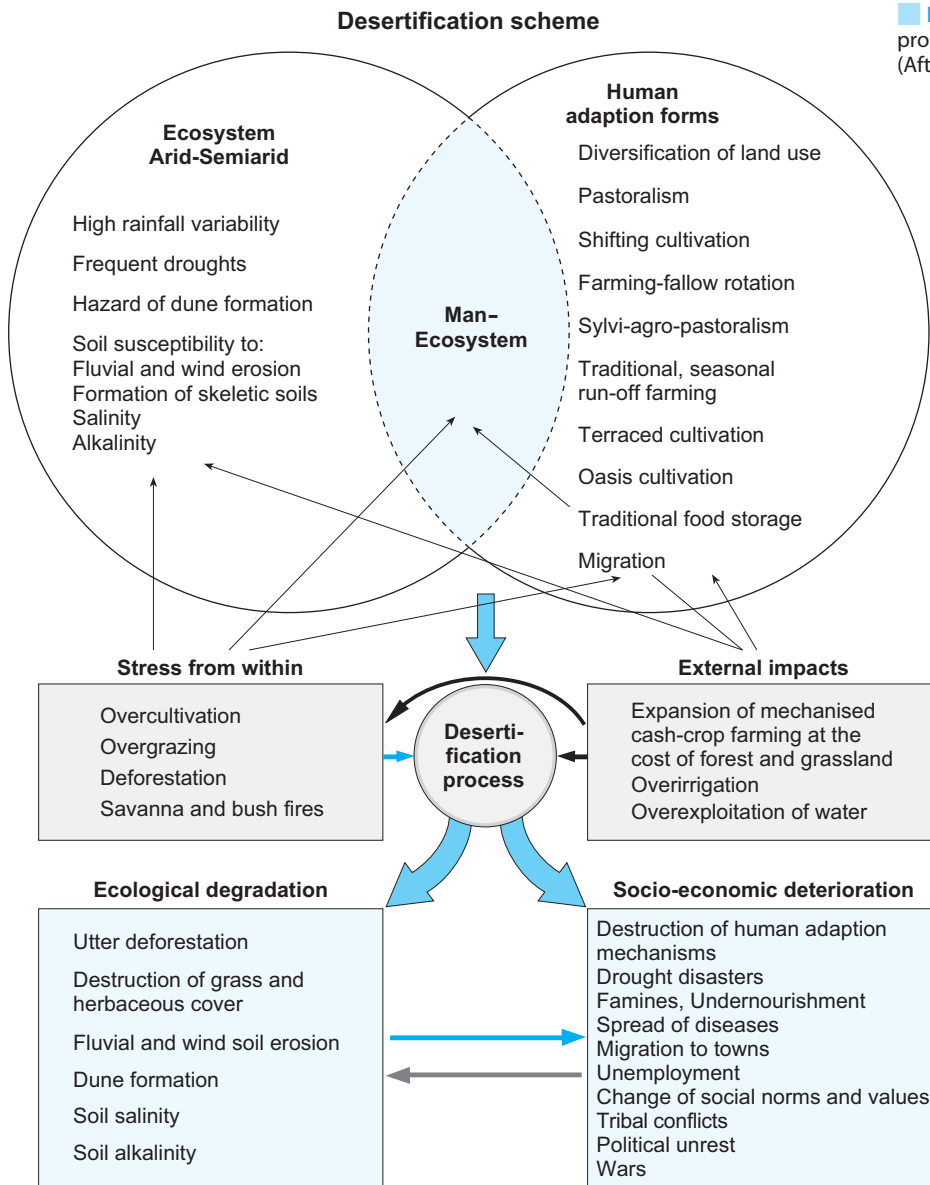 Desertification scheme
pro
(Aft
Ecosystem
Arid-Semiarid
High rainfall variability
Frequent droughts
Hazard of dune formation
Soil susceptibility to:
Fluvial and wind erosion
Formation of skeletic soils
Salinity
Alkalinity
Man–
Ecosystem
Human
adaption forms
Diversification of land use
Pastoralism
Shifting cultivation
Farming-fallow rotation
Sylvi-agro-pastoralism
Traditional, seasonal
run-off farming
Terraced cultivation
Oasis cultivation
Traditional food storage
Migration
Stress from within
Overcultivation
Overgrazing
Deforestation
Savanna and bush fires
Deserti-
fication
process
External impacts
Expansion of mechanised
cash-crop farming at the
cost of forest and grassland
Overirrigation
Overexploitation of water
Ecological degradation
Utter deforestation
Destruction of grass and
herbaceous cover
Fluvial and wind soil erosion
Dune formation
Soil salinity
Soil alkalinity
Socio-economic deterioration
Destruction of human adaption
mechanisms
Drought disasters
Famines, Undernourishment
Spread of diseases
Migration to towns
Unemployment
Change of social norms and values
Tribal conflicts
Political unrest
Wars